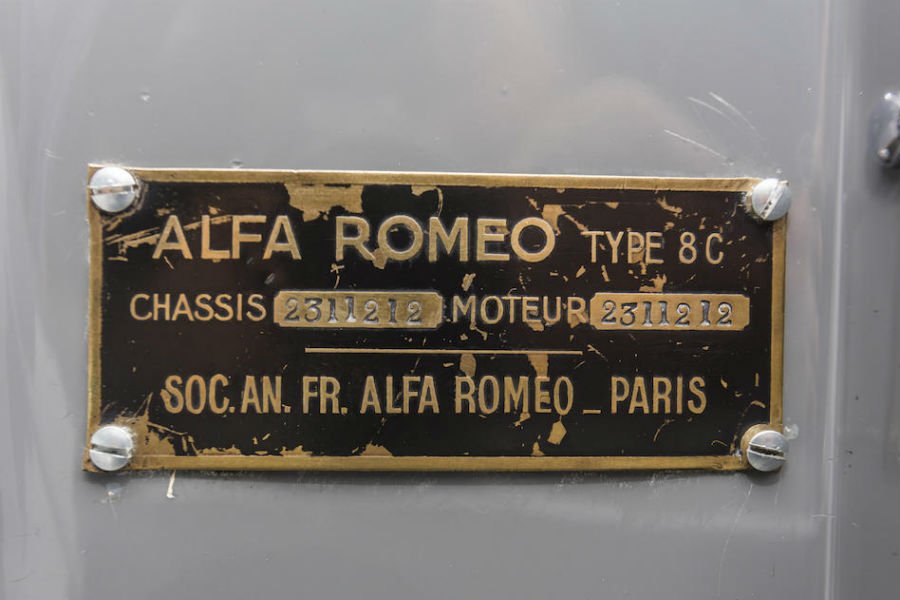 ALFA ROMEO TYPE 8C
CHASSIS 2311212 MOTEUR 2311212
SOC. AN. FR. ALFA ROMEO _ PARIS